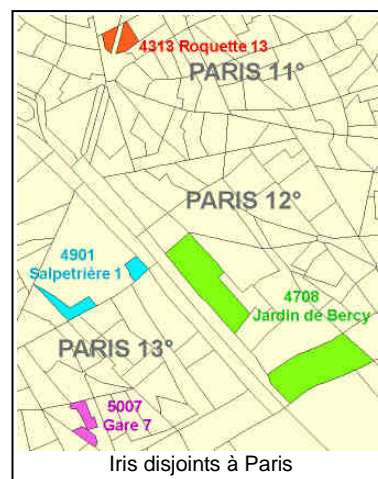 4313 Roquette 13
PARIS 11°
PARIS 12°
4901
Salpetrière 1
4708
Jardin de Bercy
PARIS 13°
5007
Gare 7
Iris disjoints à Paris